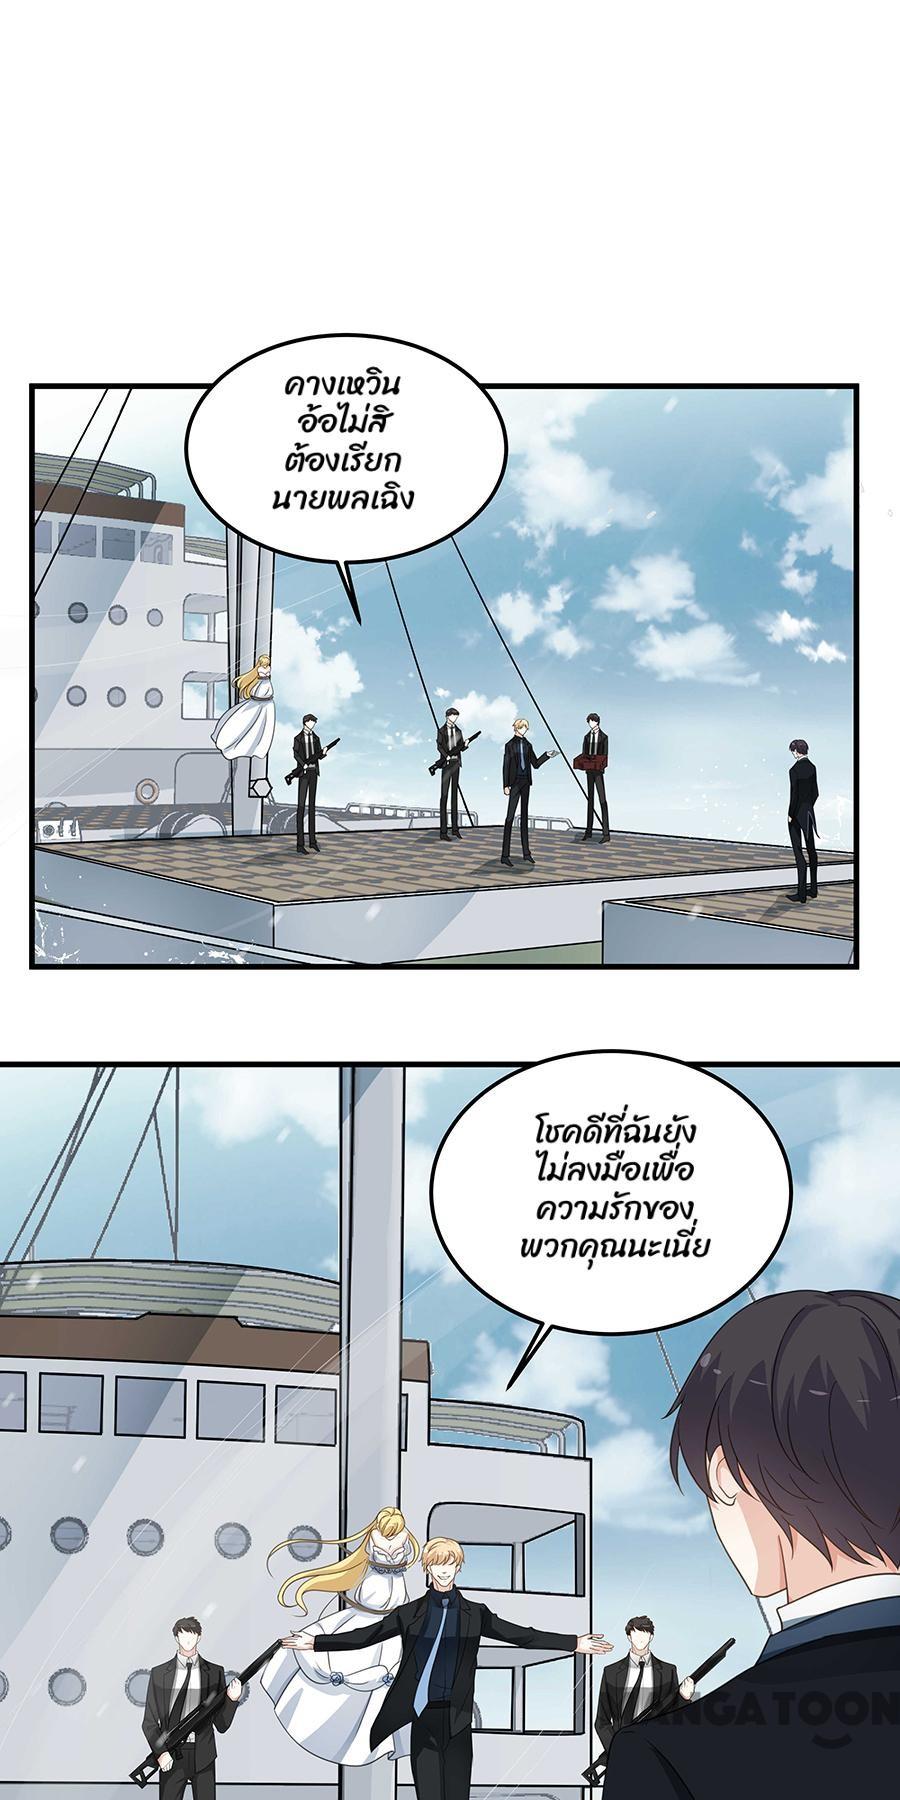 คางเหวิน
อ้อไม่สิ
ต้องเรียก
นายพลเฉิง
โชคดีที่ฉันยัง
ไม่ลงมือเพื่อ
ความรักของ
พวกคุณนะเนี่ย
MANGA TOON